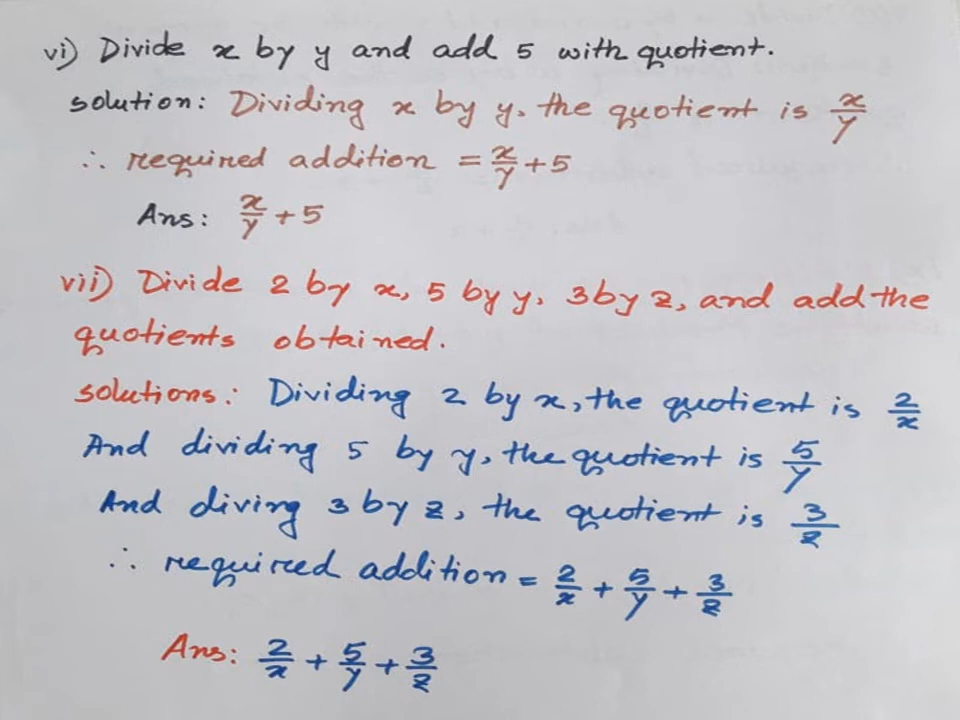 vi) Divide x by y and add 5 with quotient.
solution: Dividing x by y, the quotient is x/y
∴ required addition = x/y + 5
Ans: x/y + 5
vii) Divide 2 by x, 5 by y, 3 by z, and add the
quotients obtained.
solutions: Dividing 2 by x, the quotient is 2/x
And dividing 5 by y, the quotient is 5/y
And diving 3 by z, the quotient is 3/z
∴ required addition = 2/x + 5/y + 3/z
Ans: 2/x + 5/y + 3/z